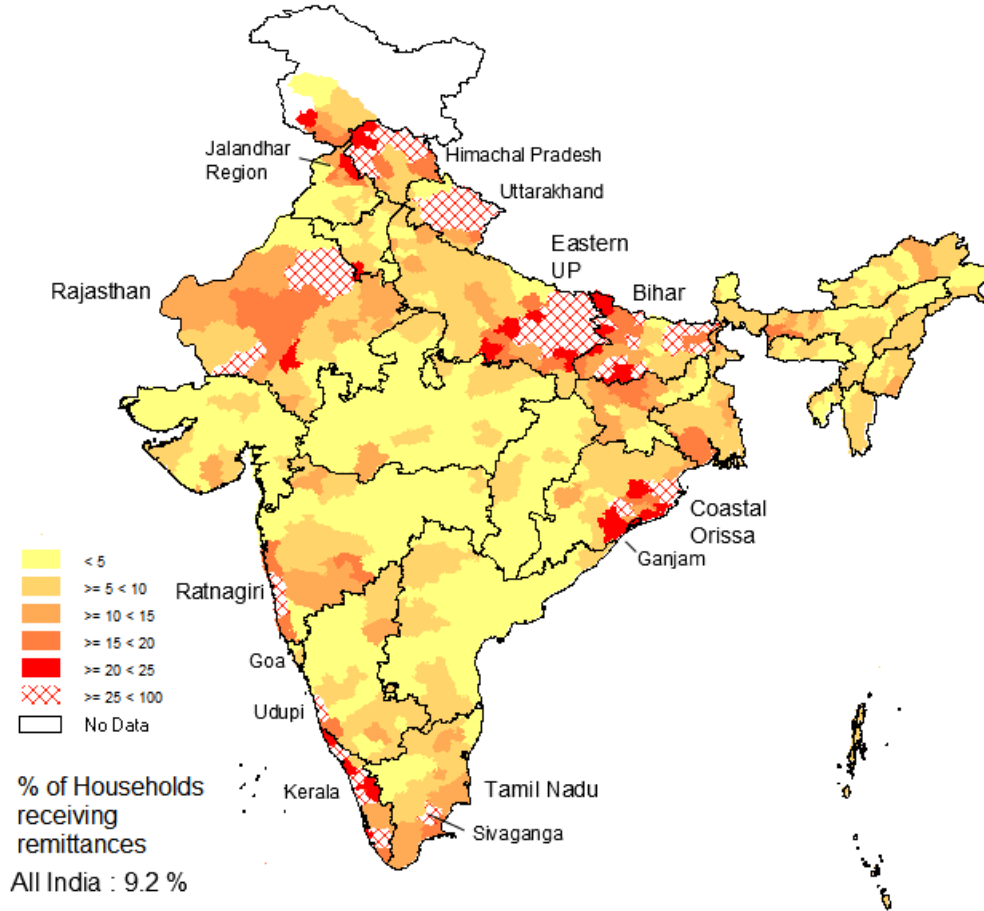 Jalandhar
Region
Himachal Pradesh
Uttarakhand
Eastern
UP
Bihar
Rajasthan
Coastal
Orissa
Ganjam
< 5
>= 5 < 10
>= 10 < 15
>= 15 < 20
>= 20 < 25
>= 25 < 100
No Data
Ratnagiri
Goa
Udupi
Kerala
Tamil Nadu
Sivaganga
% of Households
receiving
remittances
All India : 9.2 %